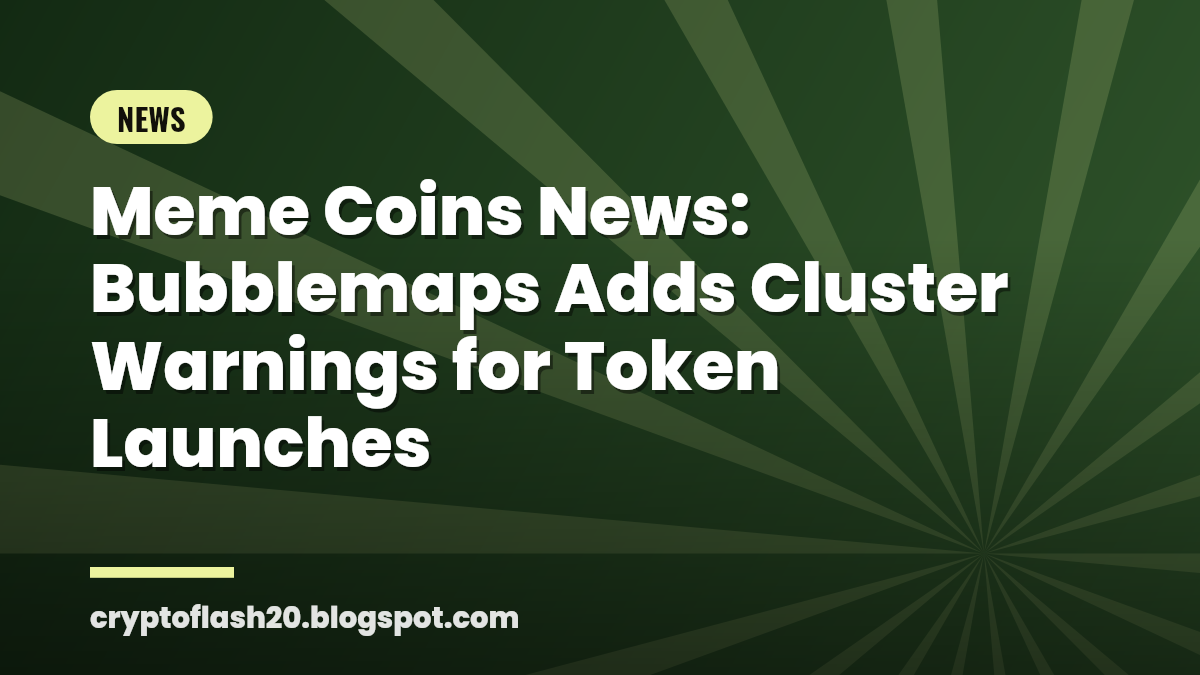 NEWS
Meme Coins News:
Bubblemaps Adds Cluster
Warnings for Token
Launches
cryptoflash20.blogspot.com